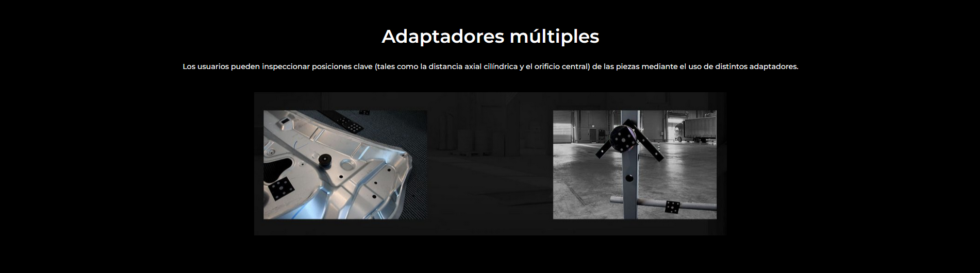 Adaptadores múltiples
Los usuarios pueden inspeccionar posiciones clave (tales como la distancia axial cilíndrica y el orificio central) de las piezas mediante el uso de distintos adaptadores.